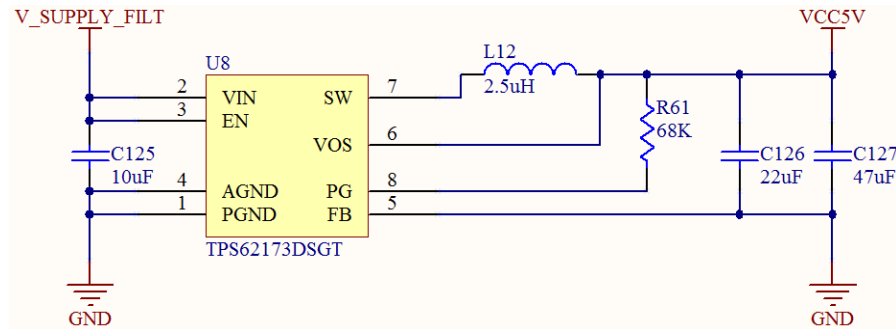 V_SUPPLY_FILT
VCC5V
U8
L12
2.5uH
2
VIN
SW
7
3
EN
R61
68K
VOS
6
C125
10uF
C126
22uF
C127
47uF
4
AGND
PG
8
1
PGND
FB
5
TPS62173DSGT
GND
GND